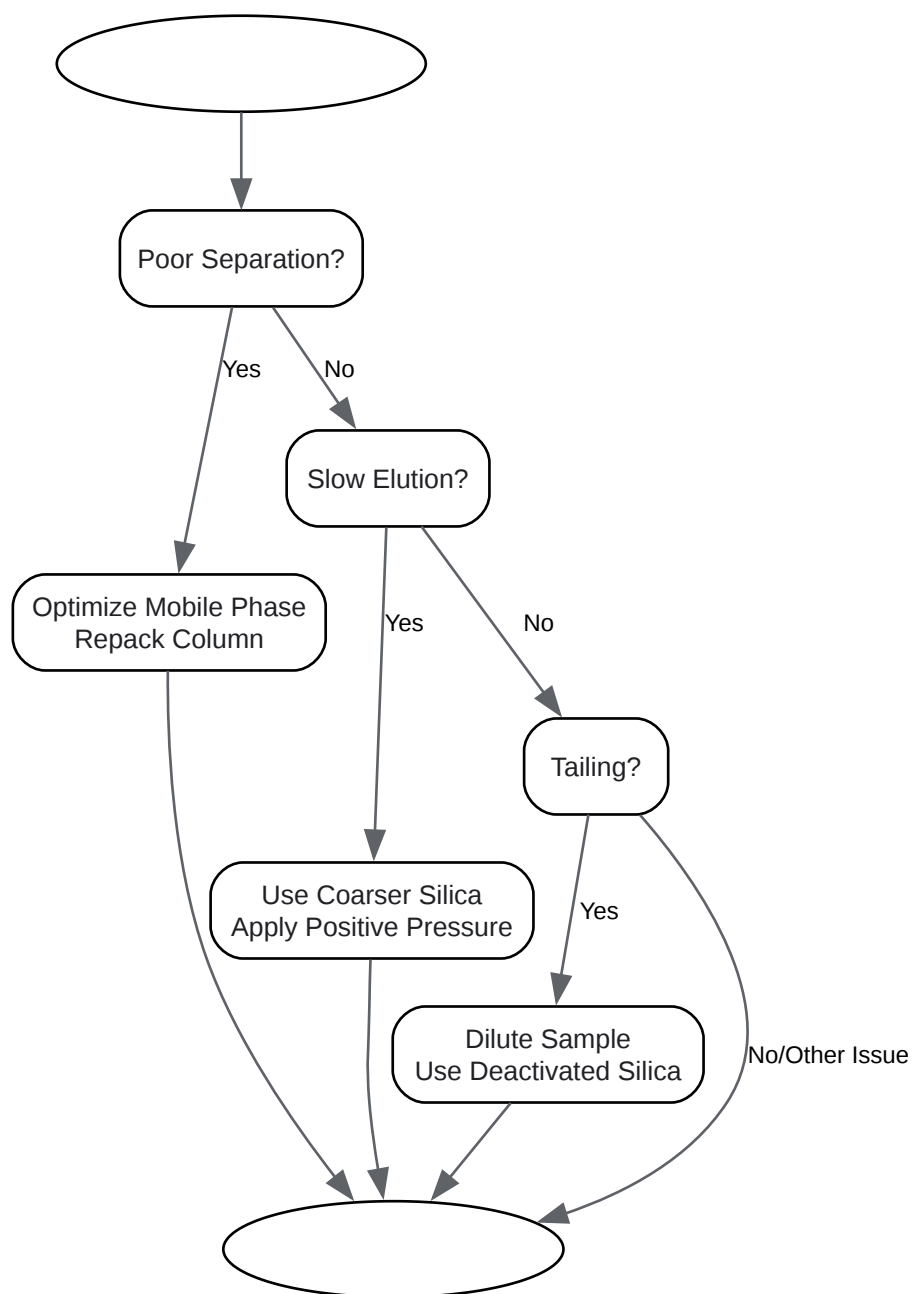 Poor Separation?
Yes
No
Slow Elution?
Optimize Mobile Phase
Repack Column
Yes
No
Tailing?
Use Coarser Silica
Apply Positive Pressure
Yes
Dilute Sample
Use Deactivated Silica
No/Other Issue